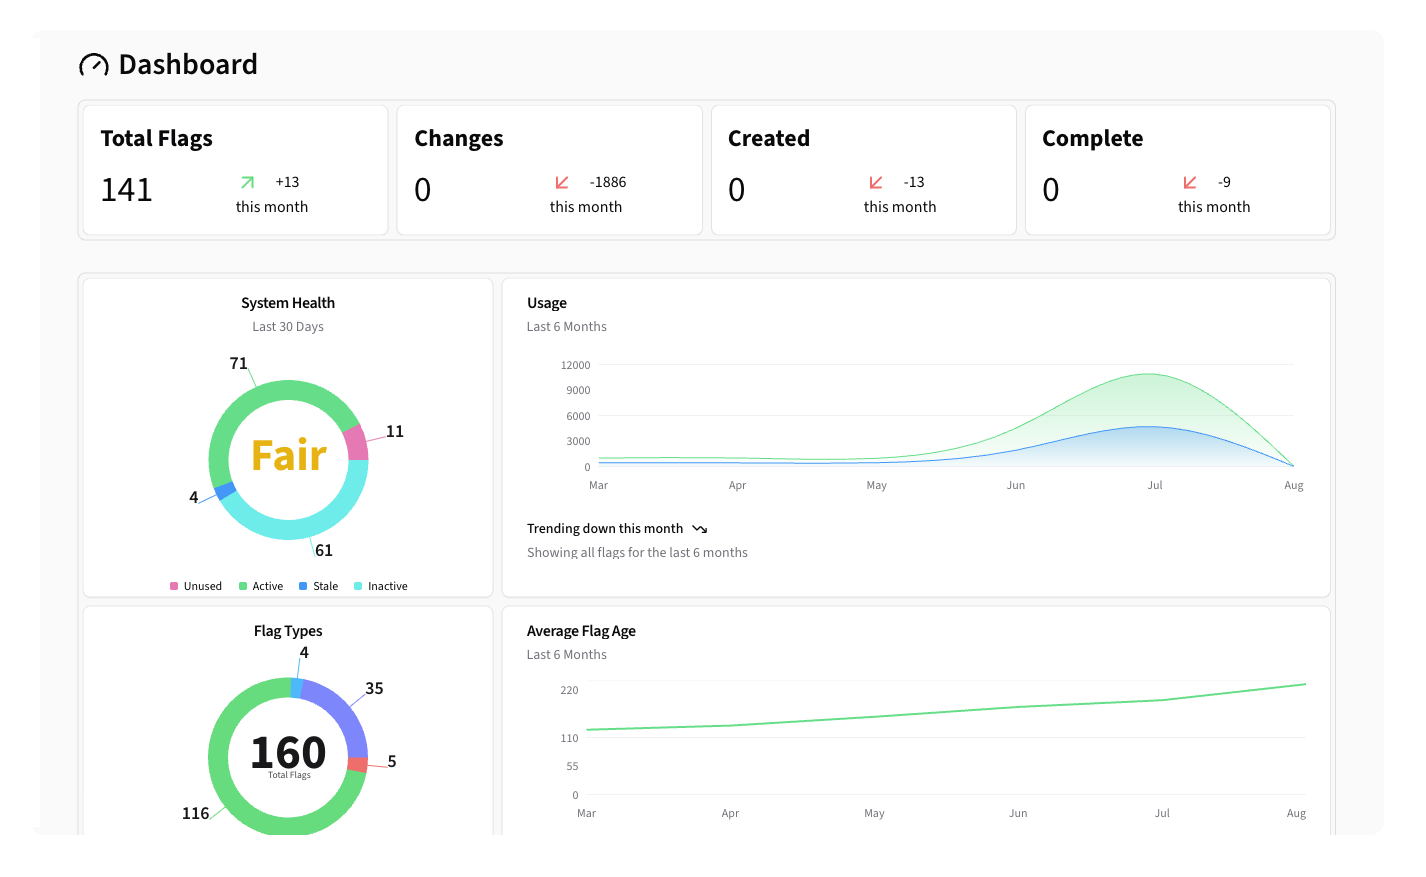 Dashboard
Total Flags
141
+13
this month
Changes
0
-1886
this month
Created
0
-13
this month
Complete
0
-9
this month
System Health
Last 30 Days
71
11
Fair
4
61
Unused Active Stale Inactive
Usage
Last 6 Months
12000
9000
6000
3000
0
Mar Apr May Jun Jul Aug
Trending down this month
Showing all flags for the last 6 months
Flag Types
4
35
160
Total Flags
5
116
Average Flag Age
Last 6 Months
220
110
55
0
Mar Apr May Jun Jul Aug